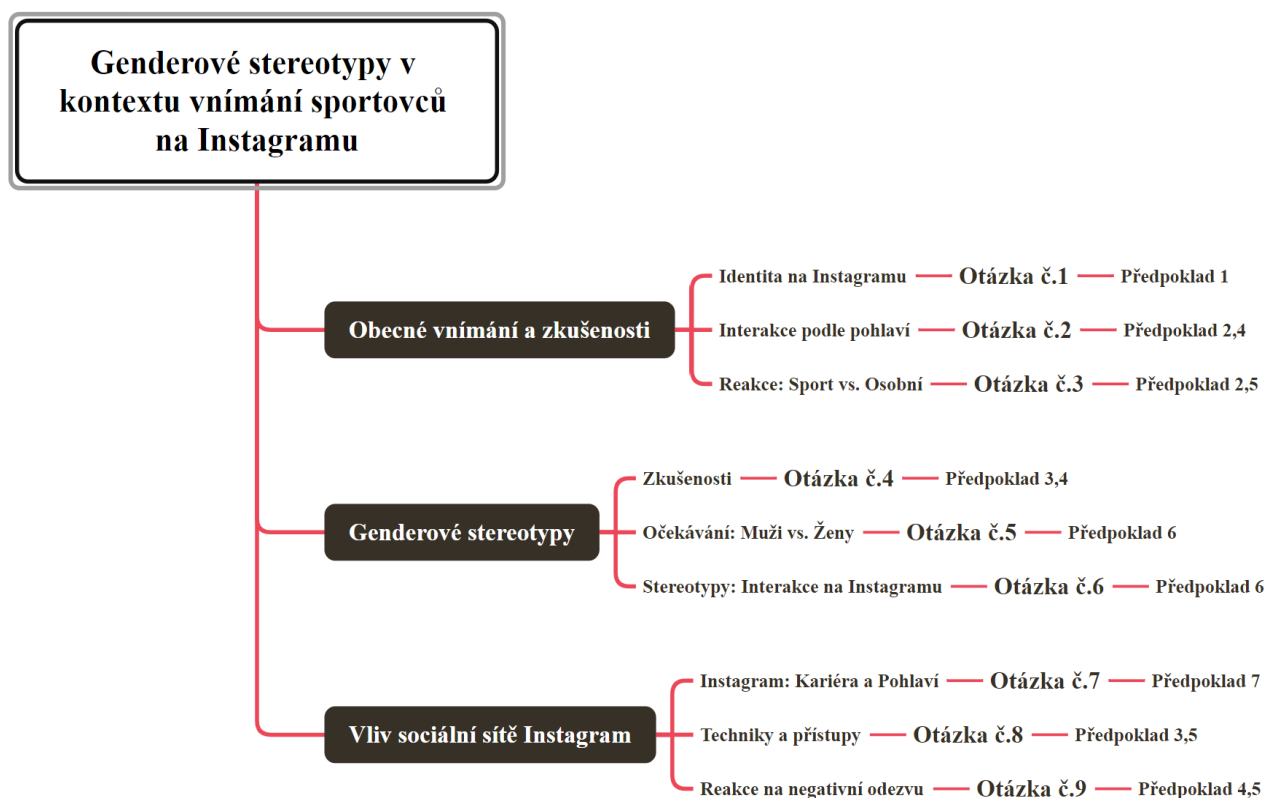 Genderové stereotypy v
kontextu vnímání sportovců
na Instagramu
Obecné vnímání a zkušenosti
Identita na Instagramu Otázka č.1 Předpoklad 1
Interakce podle pohlaví Otázka č.2 Předpoklad 2,4
Reakce: Sport vs. Osobní Otázka č.3 Předpoklad 2,5
Genderové stereotypy
Zkušenosti Otázka č.4 Předpoklad 3,4
Očekávání: Muži vs. Ženy Otázka č.5 Předpoklad 6
Stereotypy: Interakce na Instagramu Otázka č.6 Předpoklad 6
Vliv sociální sítě Instagram
Instagram: Kariéra a Pohlaví Otázka č.7 Předpoklad 7
Techniky a přístupy Otázka č.8 Předpoklad 3,5
Reakce na negativní odezvu Otázka č.9 Předpoklad 4,5